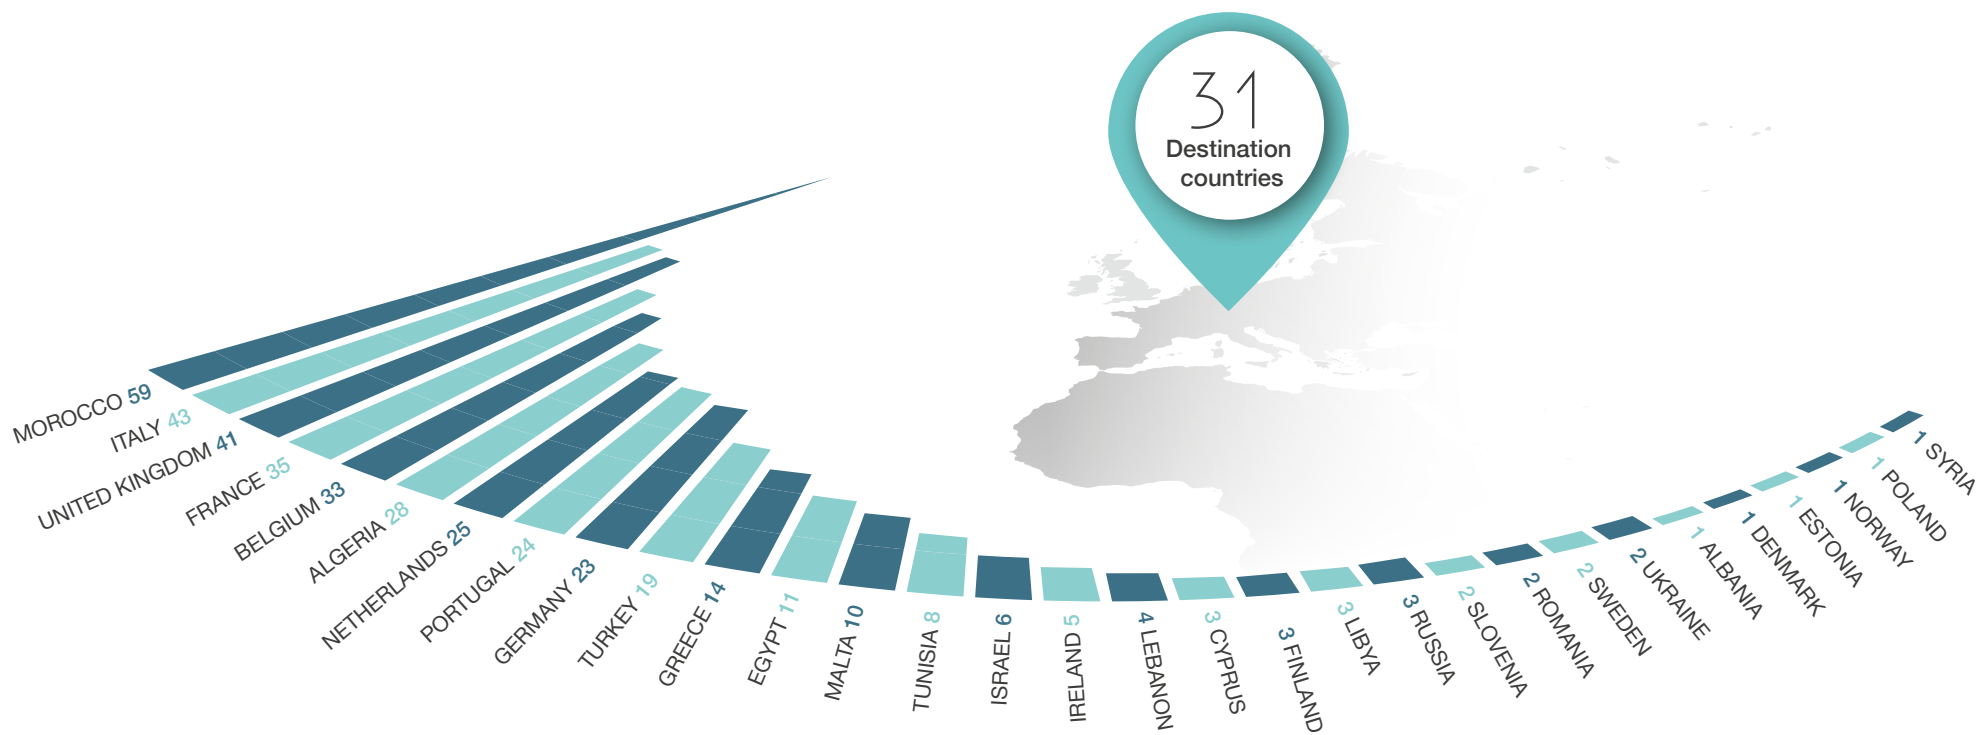 31
Destination
countries
MOROCCO 59
ITALY 43
UNITED KINGDOM 41
FRANCE 35
BELGIUM 33
ALGERIA 28
NETHERLANDS 25
PORTUGAL 24
GERMANY 23
TURKEY 19
GREECE 14
EGYPT 11
MALTA 10
TUNISIA 8
ISRAEL 6
IRELAND 5
4 LEBANON
3 CYPRUS
3 FINLAND
3 LIBYA
3 RUSSIA
2 SLOVENIA
2 ROMANIA
2 SWEDEN
2 UKRAINE
1 ALBANIA
1 DENMARK
1 ESTONIA
1 NORWAY
1 POLAND
1 SYRIA